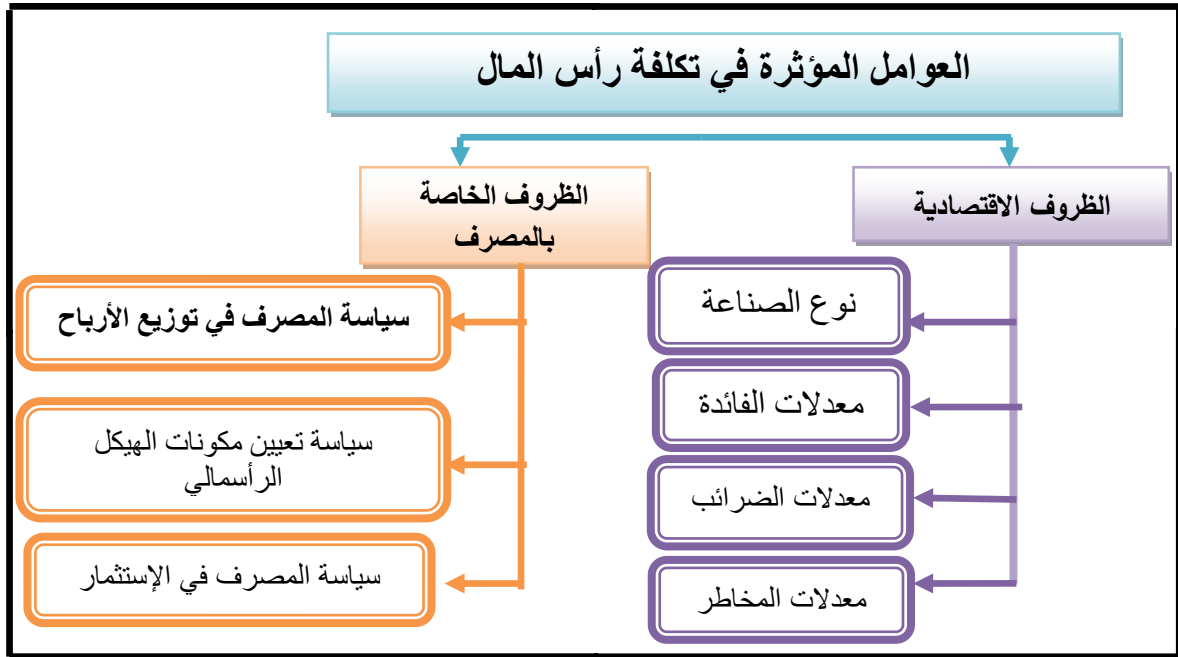 العوامل المؤثرة في تكلفة رأس المال
الظروف الاقتصادية
نوع الصناعة
معدلات الفائدة
معدلات الضرائب
معدلات المخاطر
الظروف الخاصة
بالمصرف
سياسة المصرف في توزيع الأرباح
سياسة تعيين مكونات الهيكل
الرأسمالي
سياسة المصرف في الإستثمار